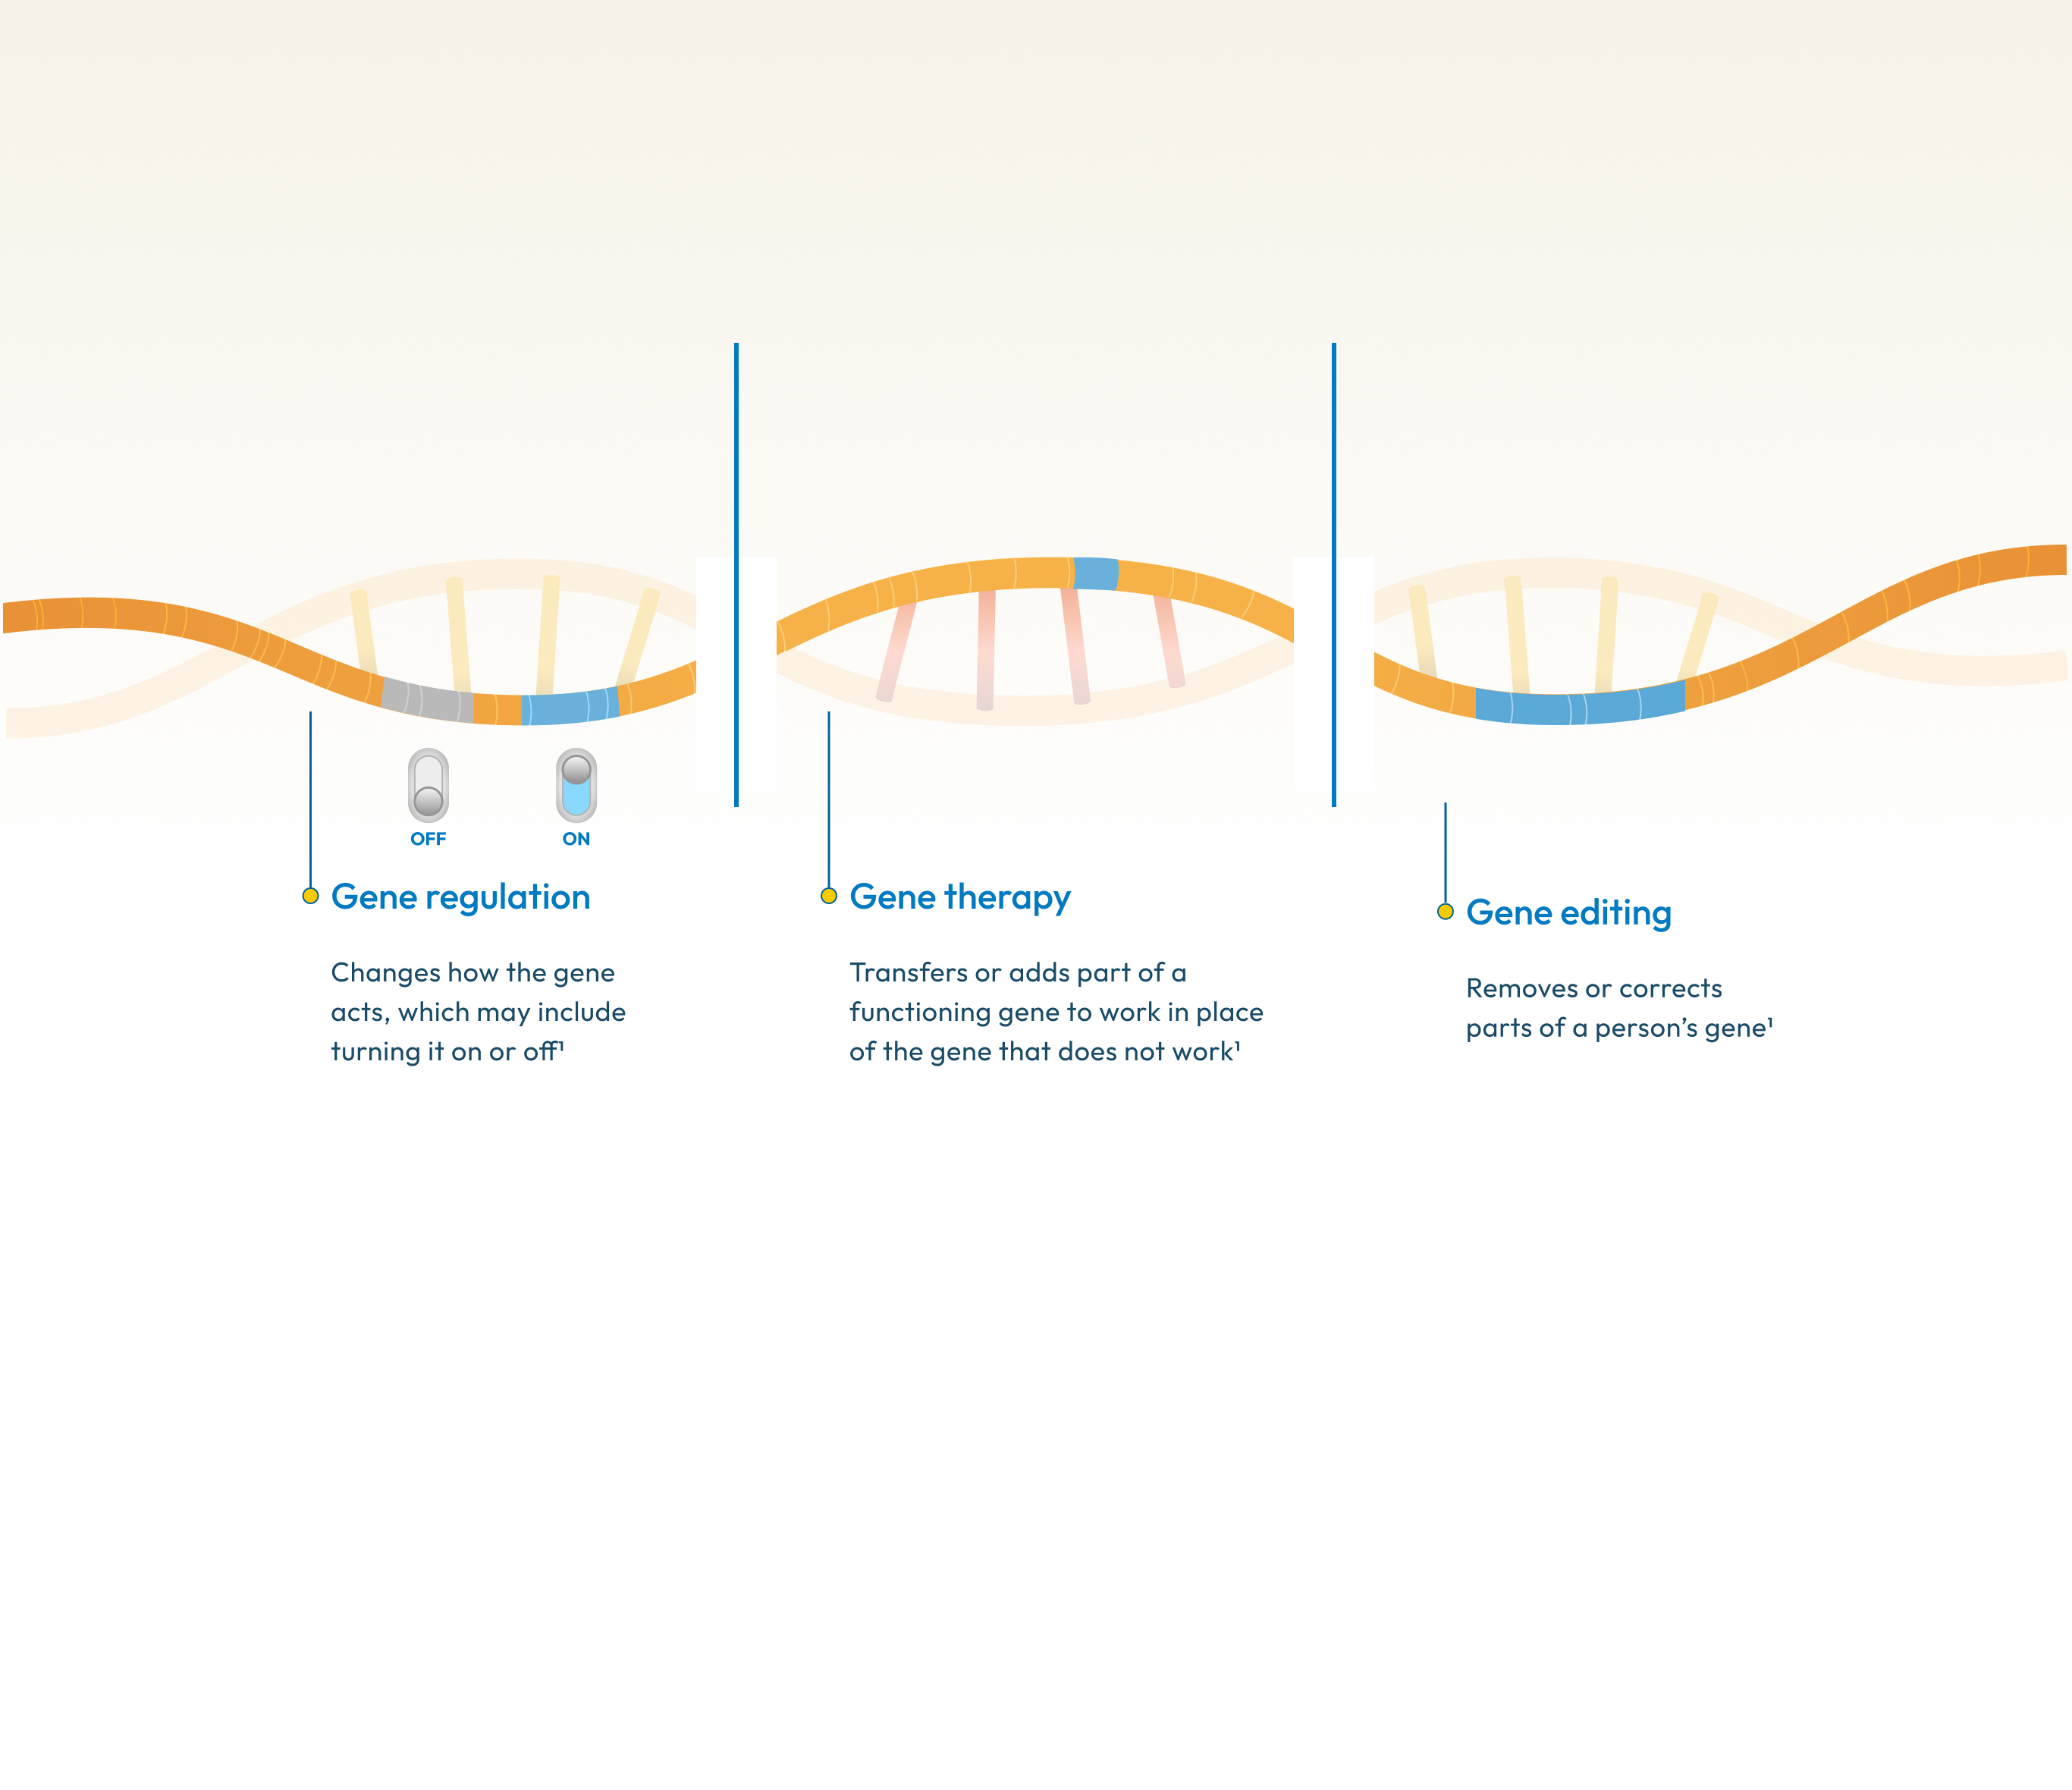 OFF
ON
Gene regulation
Changes how the gene
acts, which may include
turning it on or off¹
Gene therapy
Transfers or adds part of a
functioning gene to work in place
of the gene that does not work¹
Gene editing
Removes or corrects
parts of a person’s gene¹